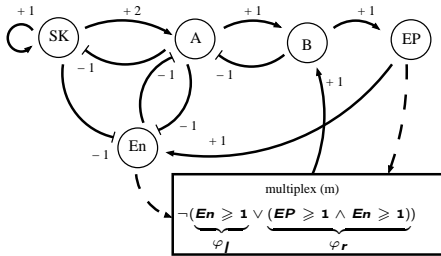 + 1
+ 2
+ 1
+ 1
SK
A
B
EP
− 1
− 1
− 1
+ 1
− 1
− 1
En
+ 1
multiplex (m)
¬(En ⩾ 1 ∨ (EP ⩾ 1 ∧ En ⩾ 1))
φl
φr